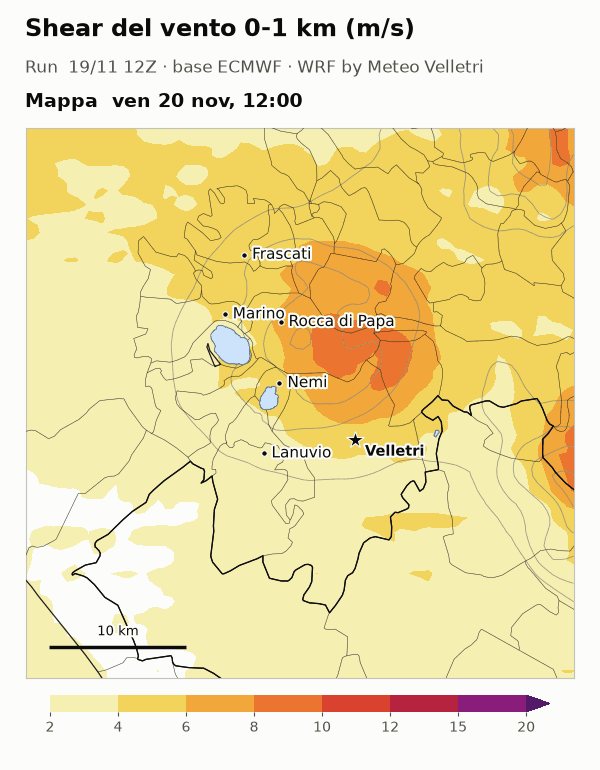 Shear del vento 0-1 km (m/s)
Run  19/11 12Z · base ECMWF · WRF by Meteo Velletri
Mappa  ven 20 nov, 12:00
Frascati
Marino
Rocca di Papa
Nemi
Velletri
Lanuvio
10 km
2 4 6 8 10 12 15 20